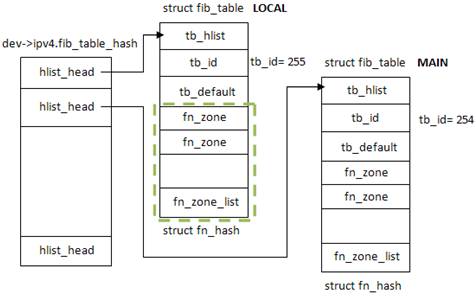 struct fib_table LOCAL
dev->ipv4.fib_table_hash
hlist_head
hlist_head
hlist_head
tb_hlist
tb_id
tb_id= 255
tb_default
fn_zone
fn_zone
fn_zone_list
struct fn_hash
struct fib_table MAIN
tb_hlist
tb_id
tb_id= 254
tb_default
fn_zone
fn_zone
fn_zone_list
struct fn_hash